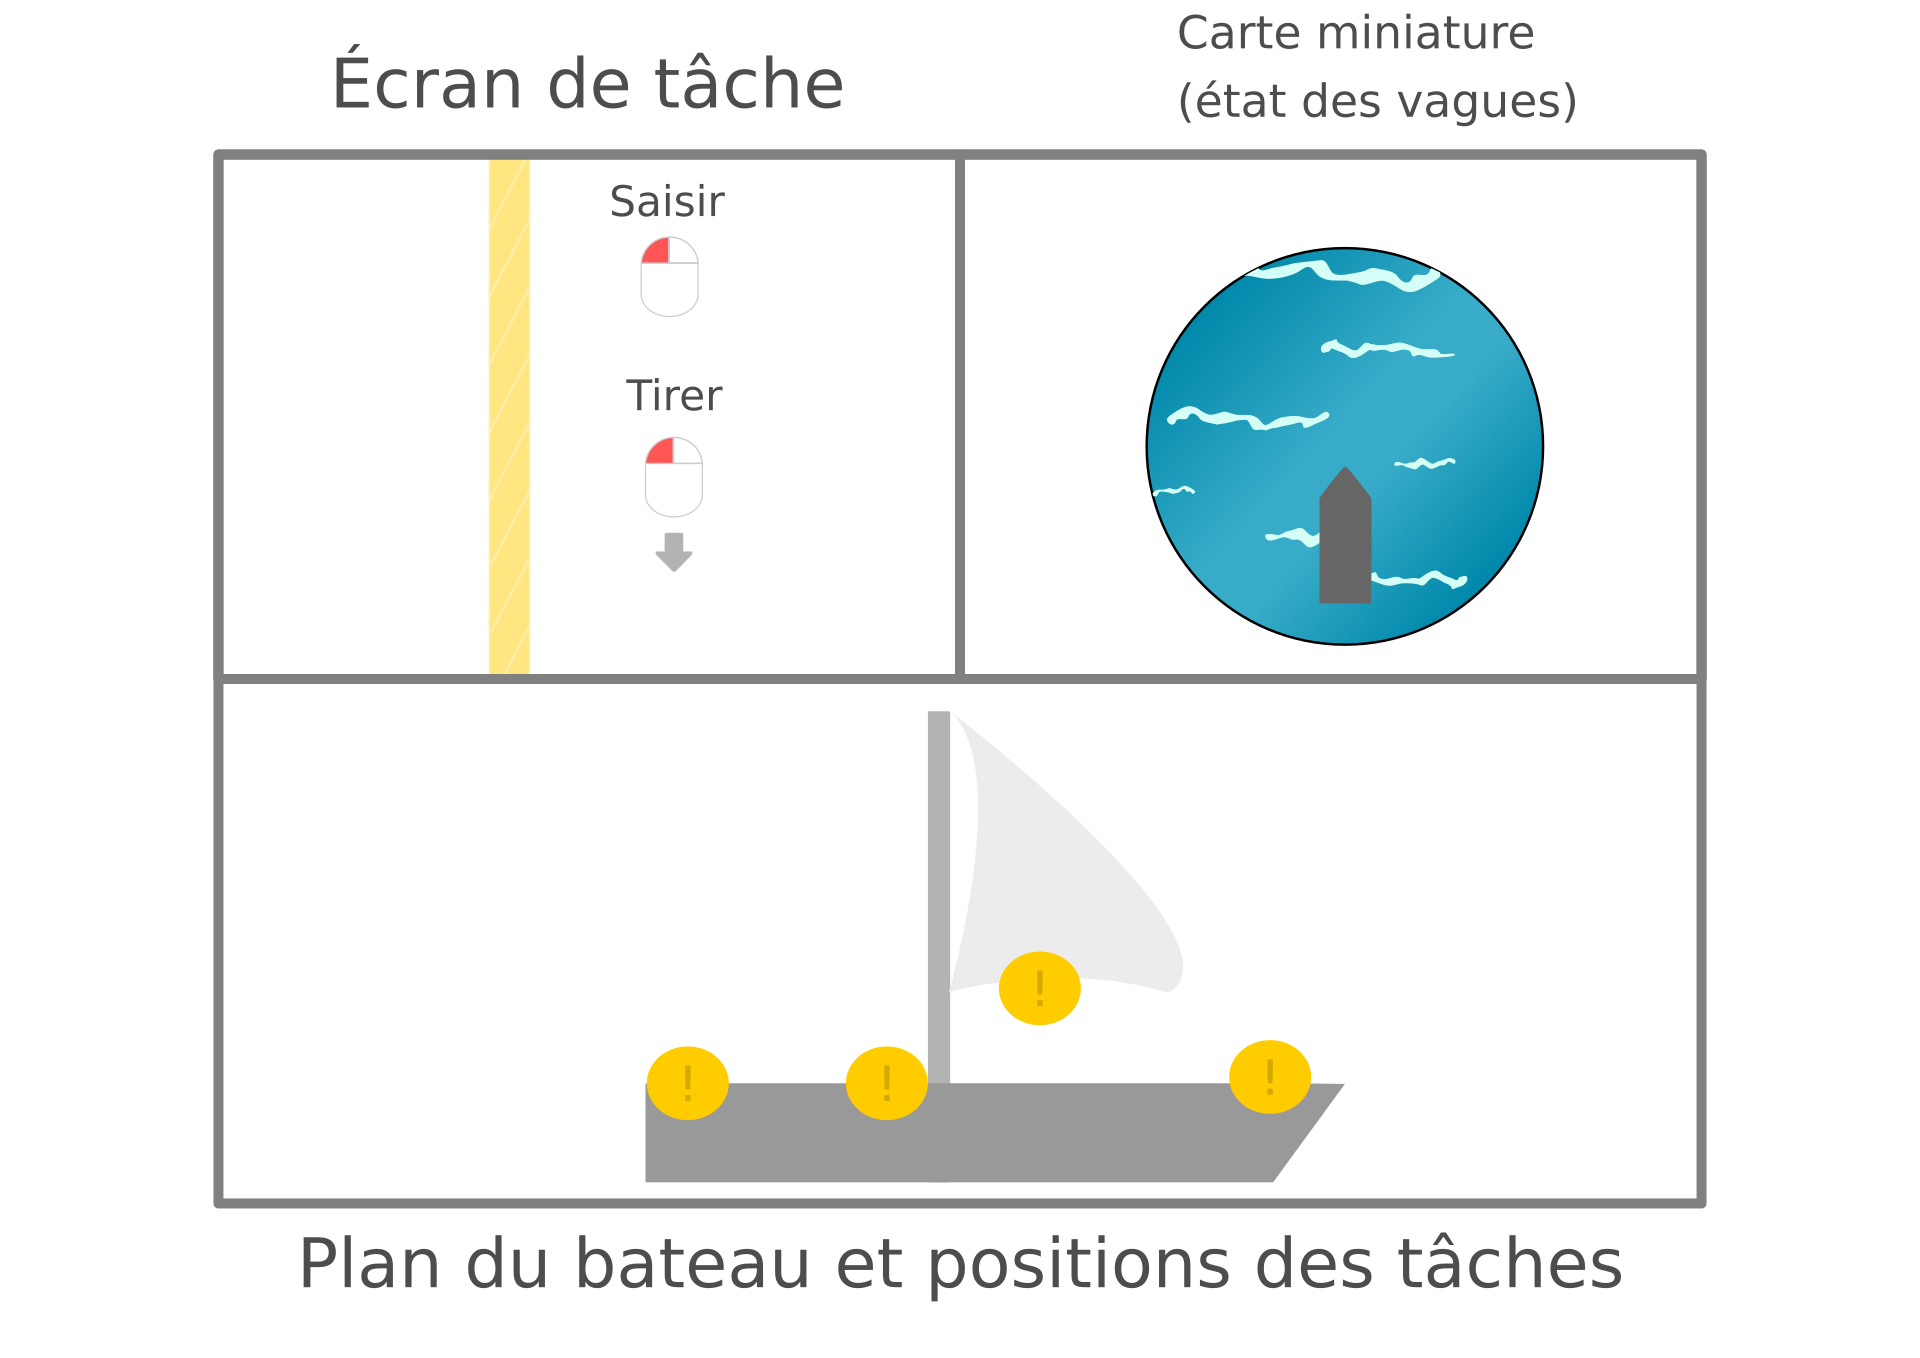 Écran de tâche
Carte miniature
(état des vagues)
Saisir
Tirer
!
!
!
!
Plan du bateau et positions des tâches